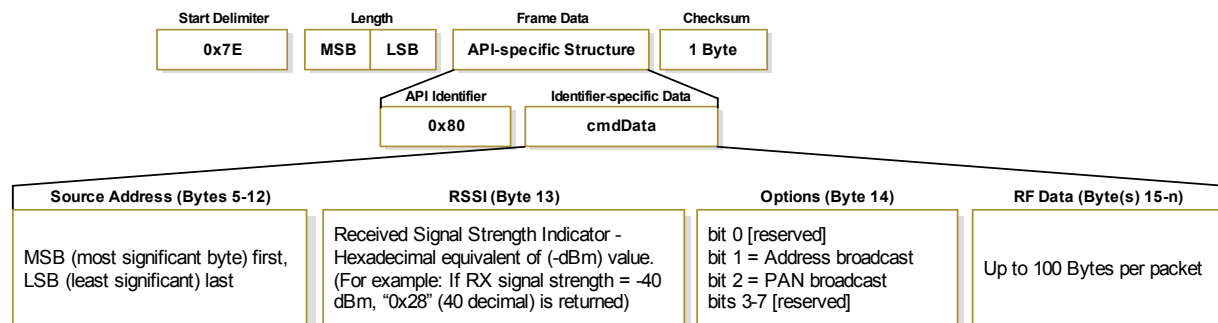 Start Delimiter
Length
Frame Data
Checksum
0x7E
MSB
LSB
API-specific Structure
1 Byte
API Identifier
Identifier-specific Data
0x80
cmdData
Source Address (Bytes 5-12)
MSB (most significant byte) first,
LSB (least significant) last
RSSI (Byte 13)
Received Signal Strength Indicator -
Hexadecimal equivalent of (-dBm) value.
(For example: If RX signal strength = -40
dBm, “0x28” (40 decimal) is returned)
Options (Byte 14)
bit 0 [reserved]
bit 1 = Address broadcast
bit 2 = PAN broadcast
bits 3-7 [reserved]
RF Data (Byte(s) 15-n)
Up to 100 Bytes per packet